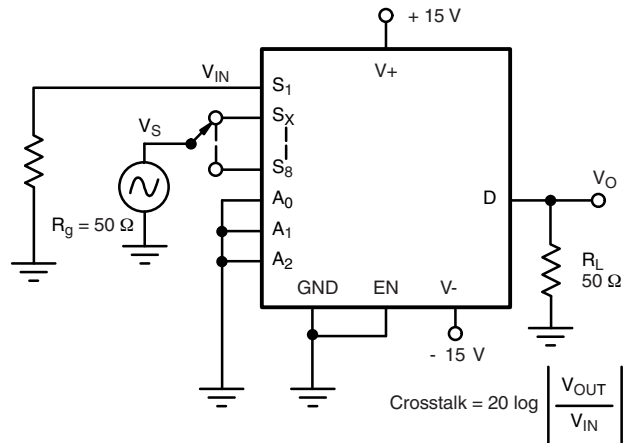 + 15 V
V+
VIN
S1
VS
SX
S8
Rg = 50 Ω
A0
A1
A2
D
VO
RL
50 Ω
GND EN V-
- 15 V
Crosstalk = 20 log | VOUT / VIN |